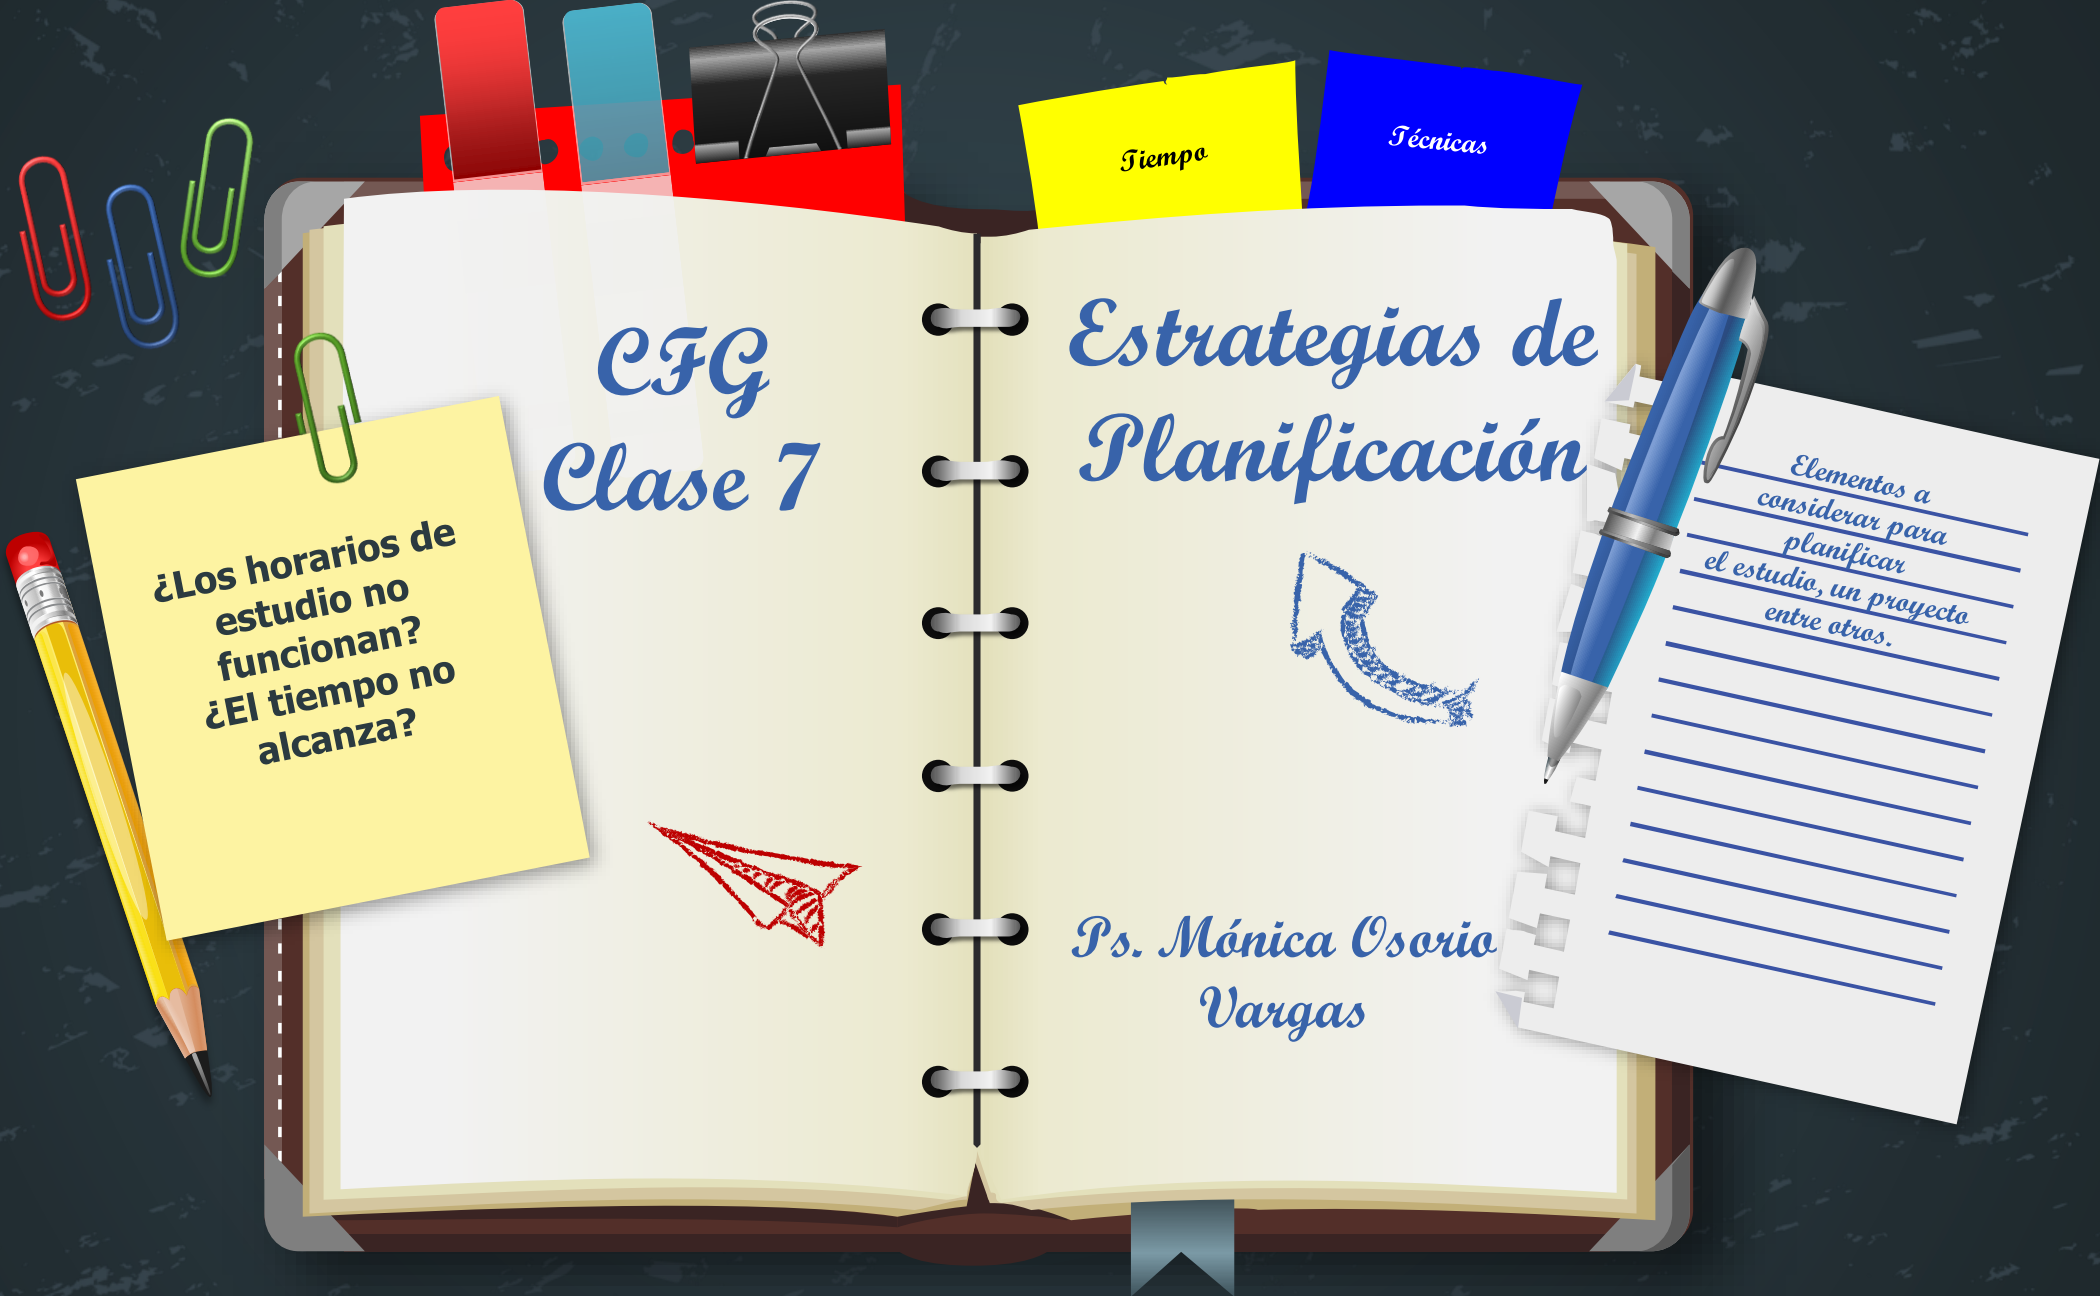 Tiempo
Técnicas
CFG
Clase 7
Estrategias de
Planificación
¿Los horarios de
estudio no
funcionan?
¿El tiempo no
alcanza?
Elementos a
considerar para
planificar
el estudio, un proyecto
entre otros.
Ps. Mónica Osorio
Vargas